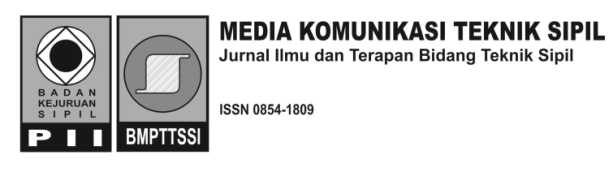 BADAN
KEJURUAN
SIPIL
PII
BMPTTSSI
MEDIA KOMUNIKASI TEKNIK SIPIL
Jurnal Ilmu dan Terapan Bidang Teknik Sipil
ISSN 0854-1809